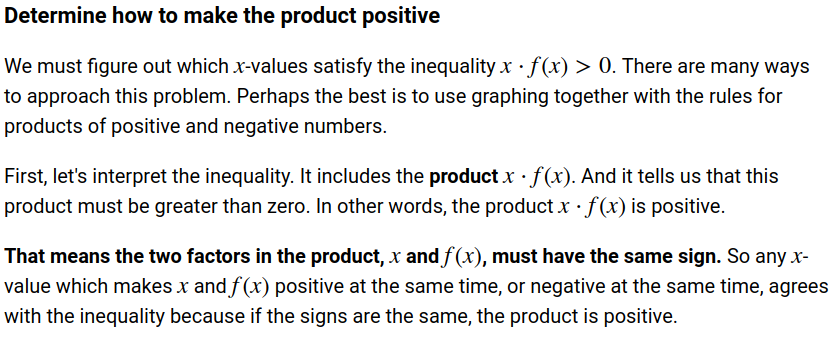 Determine how to make the product positive
We must figure out which x-values satisfy the inequality x · f(x) > 0. There are many ways
to approach this problem. Perhaps the best is to use graphing together with the rules for
products of positive and negative numbers.
First, let's interpret the inequality. It includes the product x · f(x). And it tells us that this
product must be greater than zero. In other words, the product x · f(x) is positive.
That means the two factors in the product, x and f(x), must have the same sign. So any x-
value which makes x and f(x) positive at the same time, or negative at the same time, agrees
with the inequality because if the signs are the same, the product is positive.